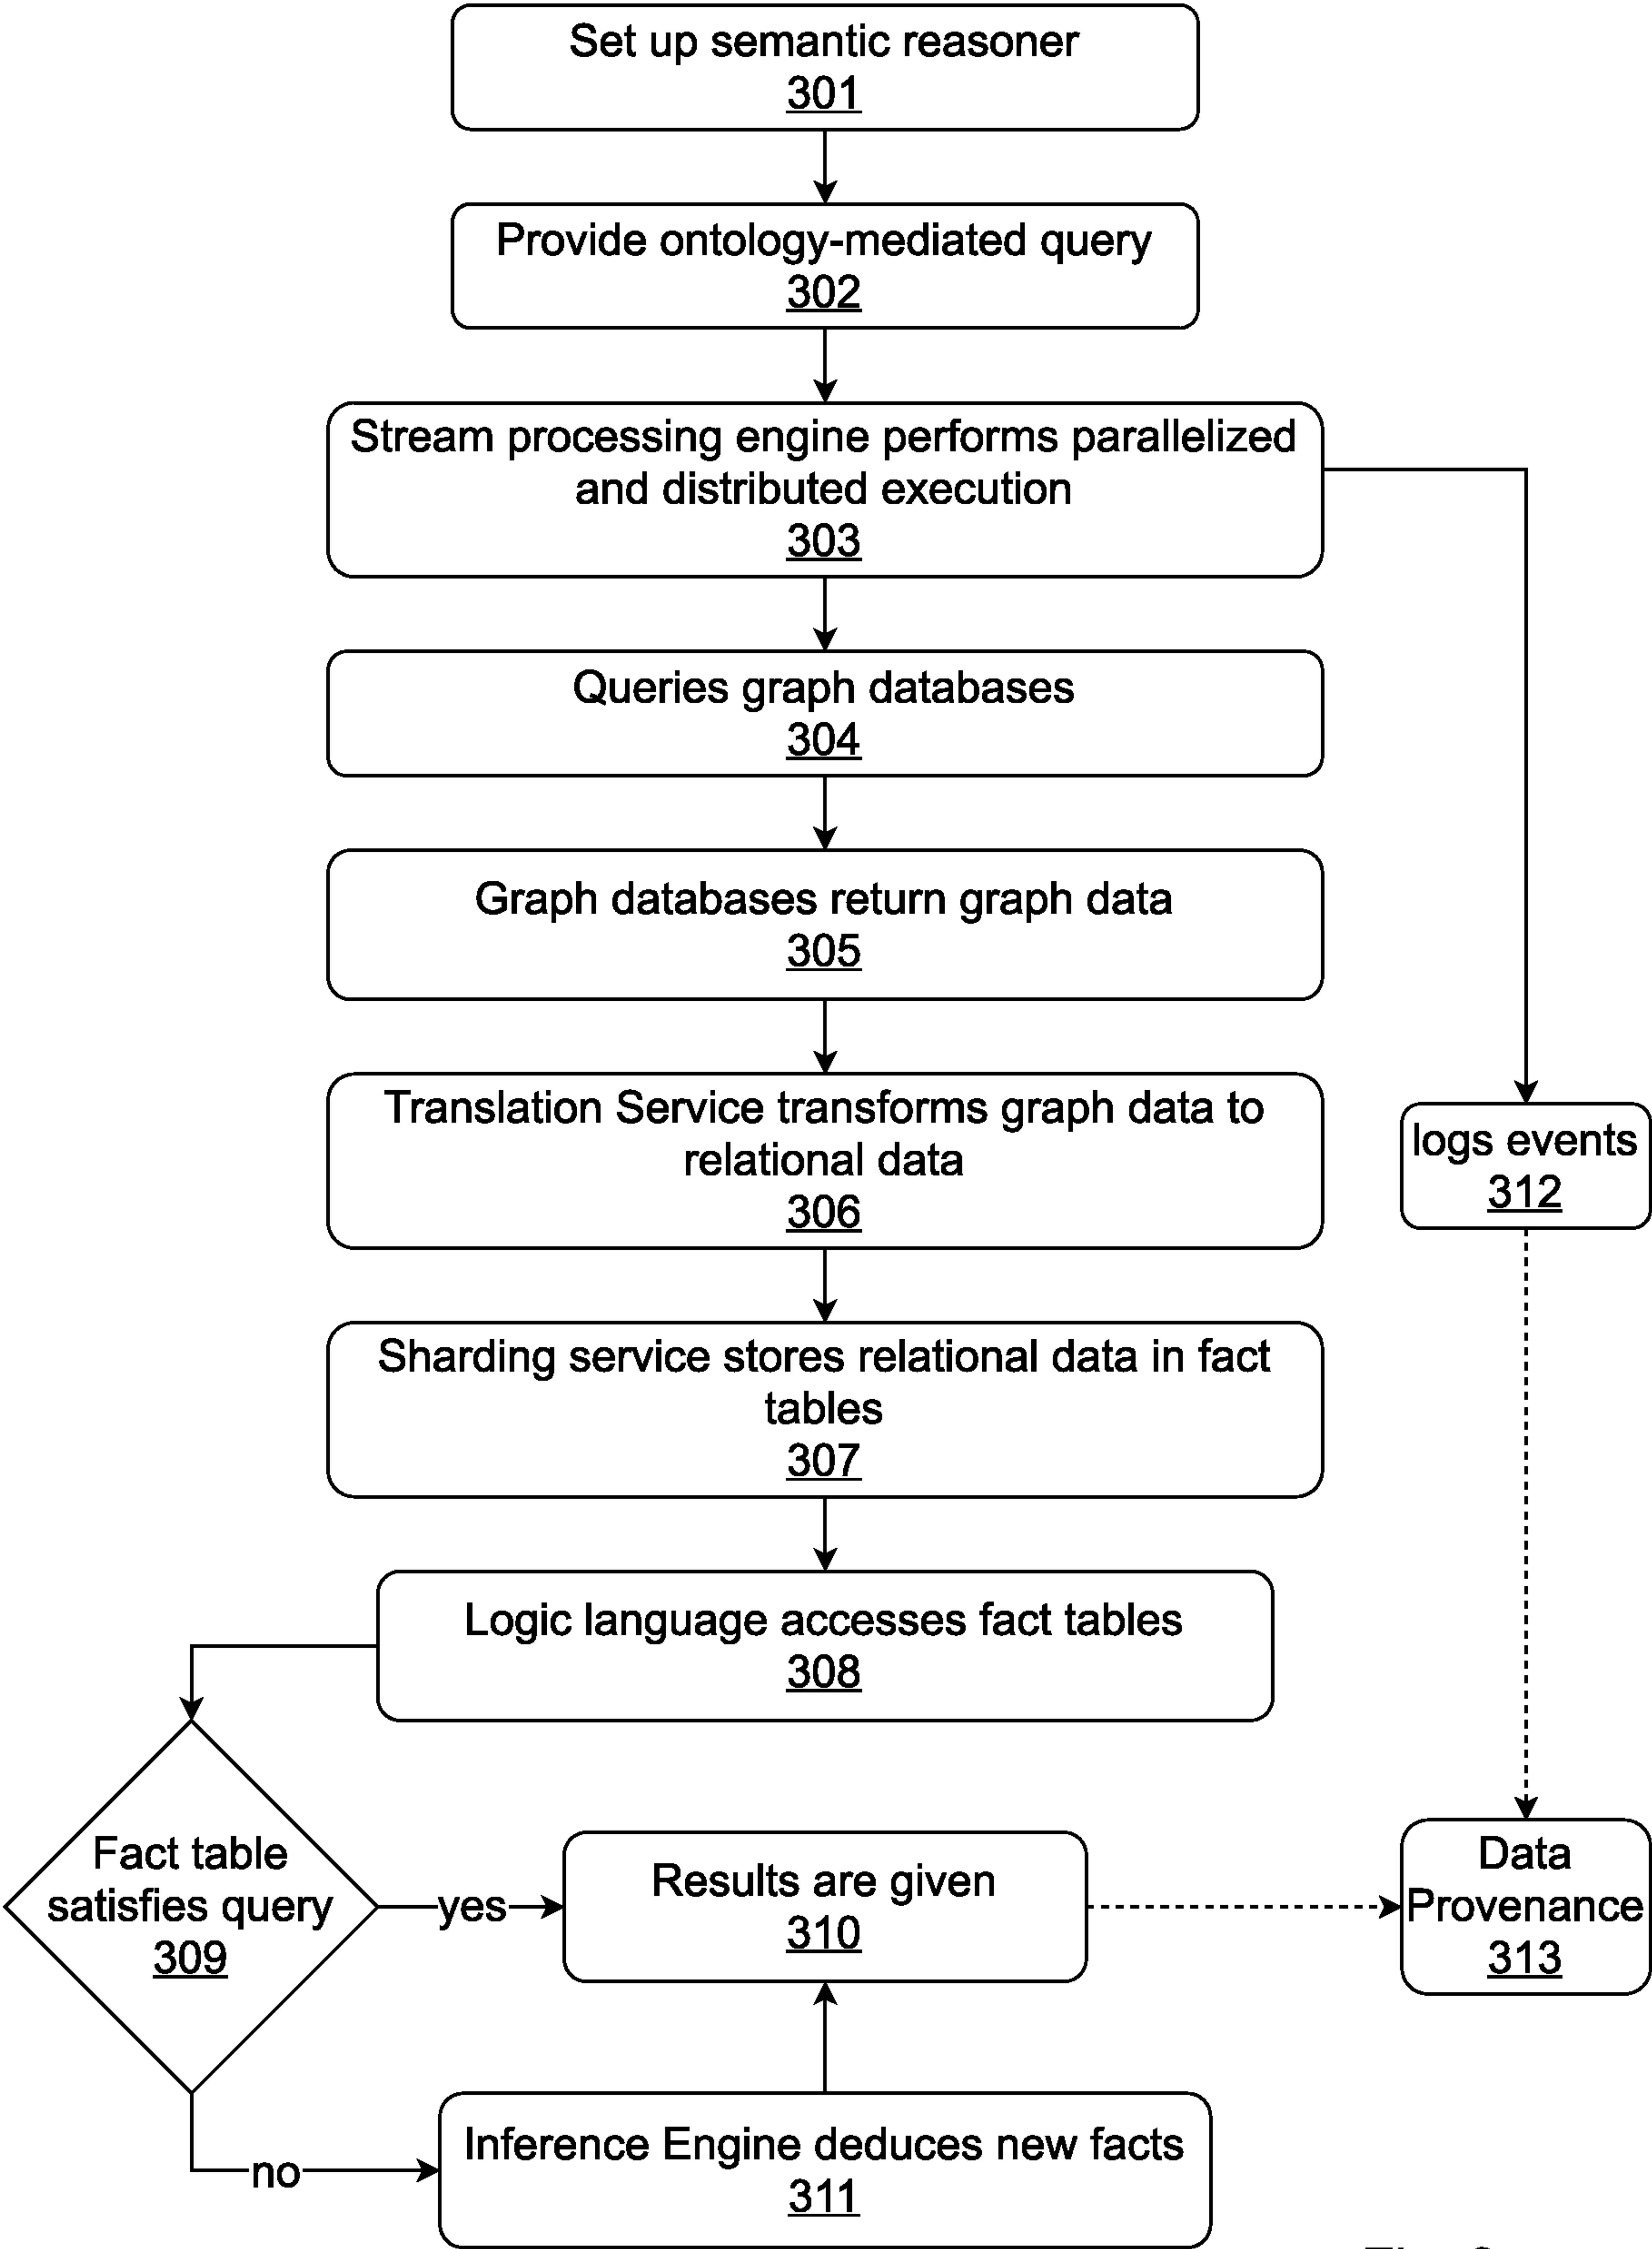 Set up semantic reasoner
301
Provide ontology-mediated query
302
Stream processing engine performs parallelized
and distributed execution
303
Queries graph databases
304
Graph databases return graph data
305
Translation Service transforms graph data to
relational data
306
logs events
312
Sharding service stores relational data in fact
tables
307
Logic language accesses fact tables
308
Fact table
satisfies query
309
yes
Results are given
310
Data
Provenance
313
no
Inference Engine deduces new facts
311